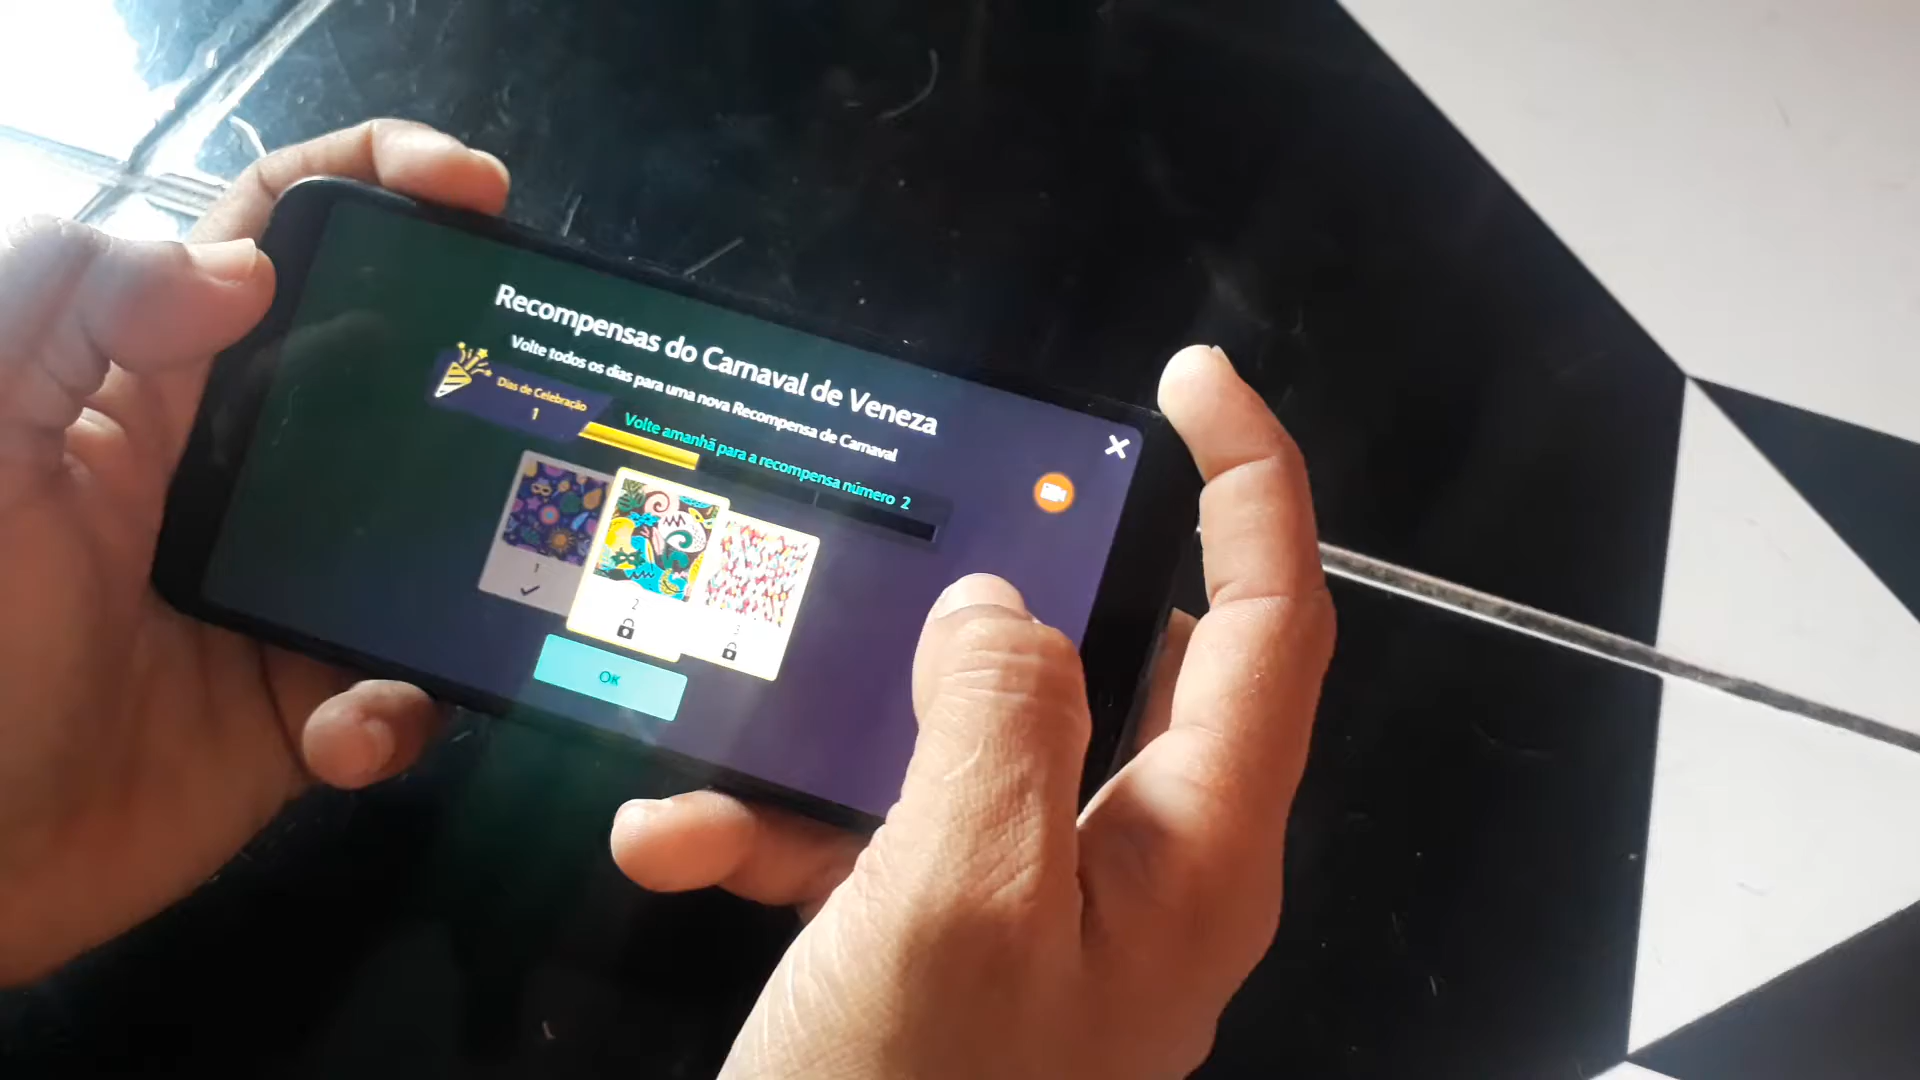 Recompensas do Carnaval de Veneza
Volte todos os dias para uma nova Recompensa de Carnaval
Dias de Celebração
1
Volte amanhã para a recompensa número 2
1
2
3
OK